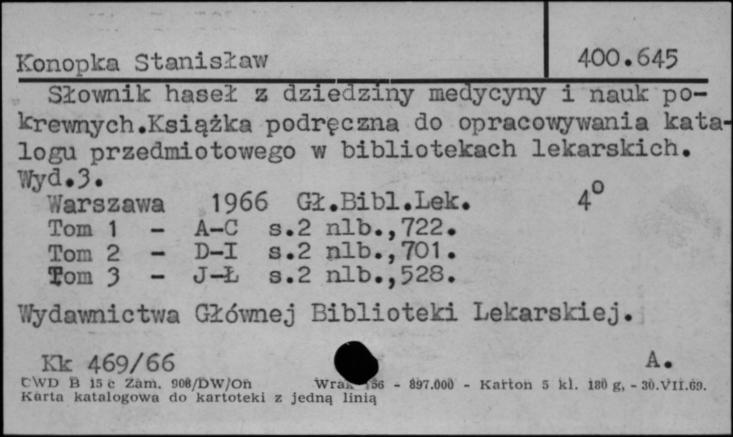 Konopka Stanisław 400.645
Słownik haseł z dziedziny medycyny i nauk po-
krewnych.Książka podręczna do opracowywania kata-
logu przedmiotowego w bibliotekach lekarskich.
Wyd.3.
Warszawa 1966 Gł.Bibl.Lek. 4°
Tom 1 - A-C s.2 nlb.,722.
Tom 2 - D-I s.2 nlb.,701.
Tom 3 - J-Ł s.2 nlb.,528.
Wydawnictwa Głównej Biblioteki Lekarskiej.
Kk 469/66 A.
CWD B 15 c Zam. 908/DW/On - 897.000 - Karton 5 kl. 180 g, - 30.VII.69.
Karta katalogowa do kartoteki z jedną linią